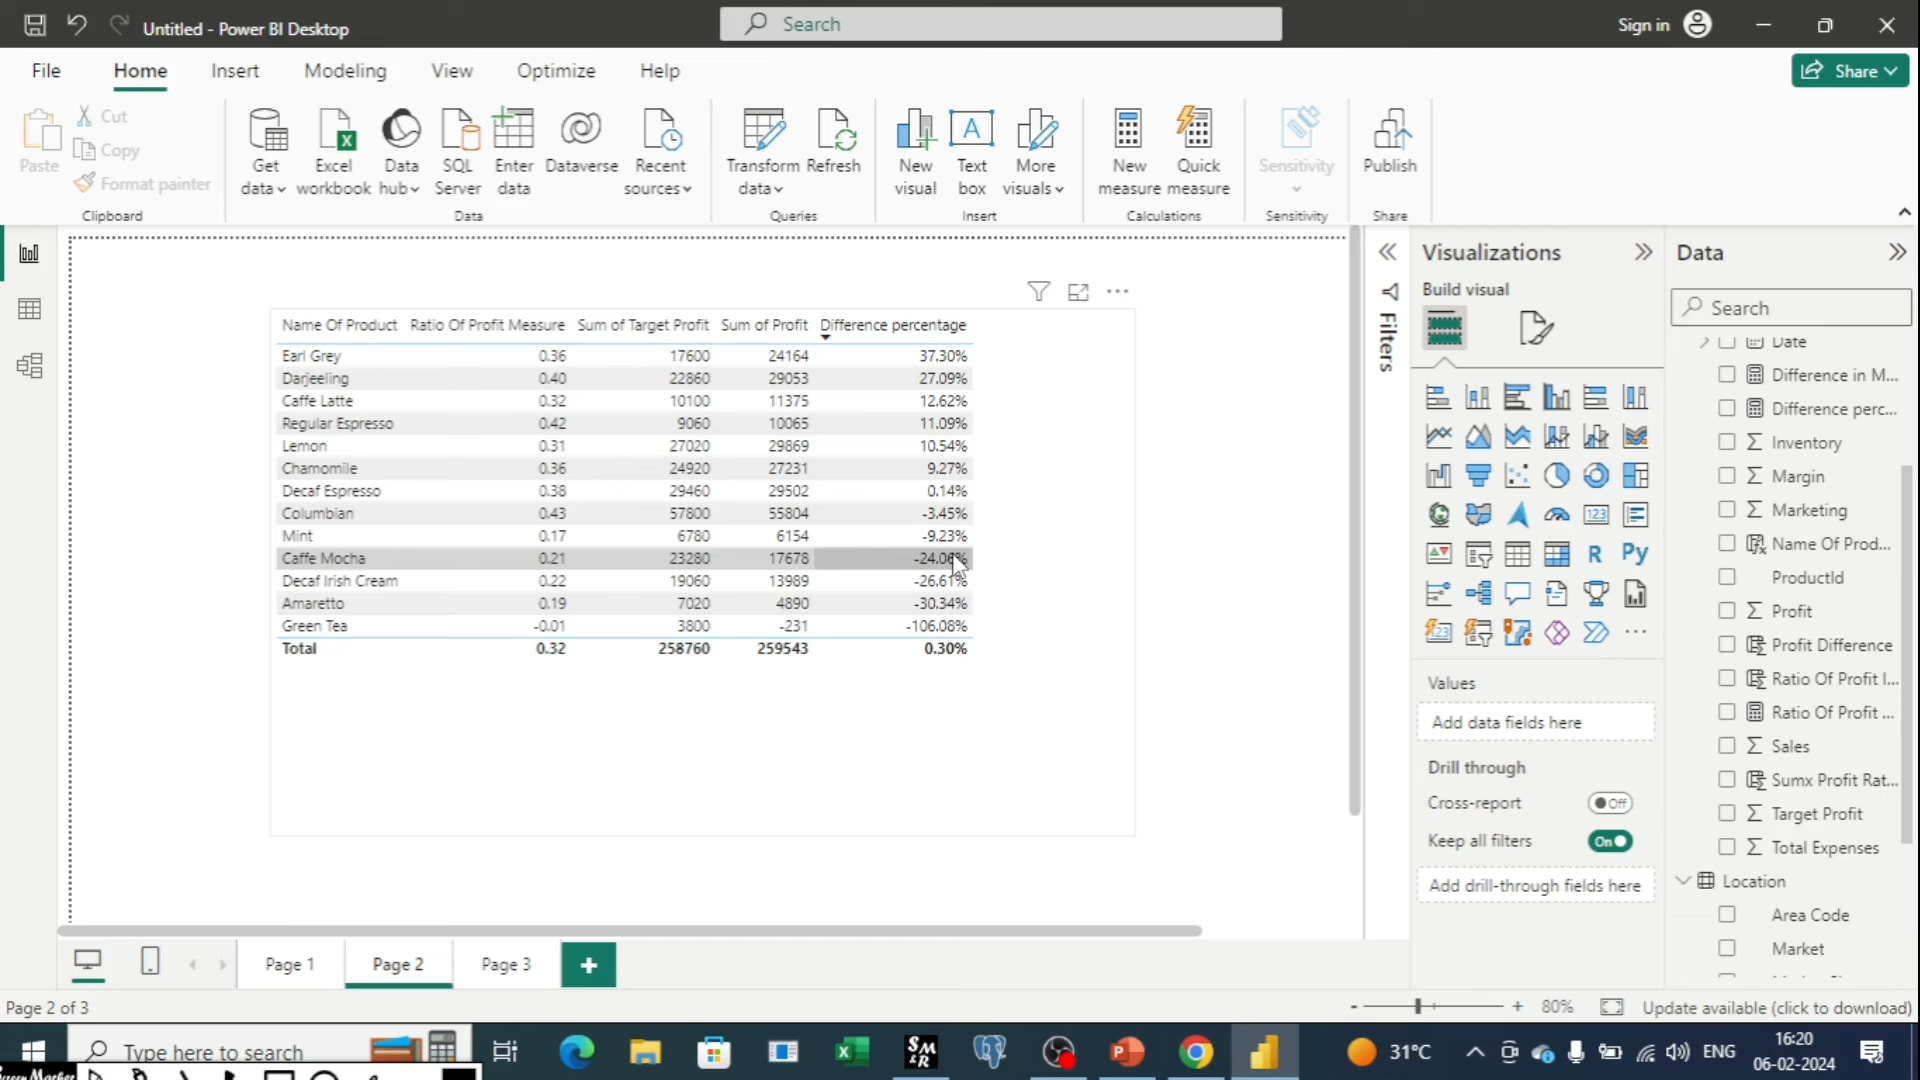 Untitled - Power BI Desktop
Search
Sign in
File Home Insert Modeling View Optimize Help
Share
Paste
Cut
Copy
Format painter
Clipboard
Get data
Excel workbook
Data hub
SQL Server
Enter data
Dataverse
Recent sources
Data
Transform data
Refresh
Queries
New visual
Text box
More visuals
Insert
New measure
Quick measure
Calculations
Sensitivity
Sensitivity
Publish
Share
Name Of Product Ratio Of Profit Measure Sum of Target Profit Sum of Profit Difference percentage
Earl Grey 0.36 17600 24164 37.30%
Darjeeling 0.40 22860 29053 27.09%
Caffe Latte 0.32 10100 11375 12.62%
Regular Espresso 0.42 9060 10065 11.09%
Lemon 0.31 27020 29869 10.54%
Chamomile 0.36 24920 27231 9.27%
Decaf Espresso 0.38 29460 29502 0.14%
Columbian 0.43 57800 55804 -3.45%
Mint 0.17 6780 6154 -9.23%
Caffe Mocha 0.21 23280 17678 -24.06%
Decaf Irish Cream 0.22 19060 13989 -26.61%
Amaretto 0.19 7020 4890 -30.34%
Green Tea -0.01 3800 -231 -106.08%
Total 0.32 258760 259543 0.30%
Filters
Visualizations
Build visual
123
R
Py
123
Values
Add data fields here
Drill through
Cross-report Off
Keep all filters On
Add drill-through fields here
Data
Search
Date
Difference in M...
Difference perc...
Inventory
Margin
Marketing
Name Of Prod...
ProductId
Profit
Profit Difference
Ratio Of Profit I...
Ratio Of Profit ...
Sales
Sumx Profit Rat...
Target Profit
Total Expenses
Location
Area Code
Market
Page 1 Page 2 Page 3 +
Page 2 of 3
- + 80% Update available (click to download)
Type here to search
31°C
ENG
16:20
06-02-2024